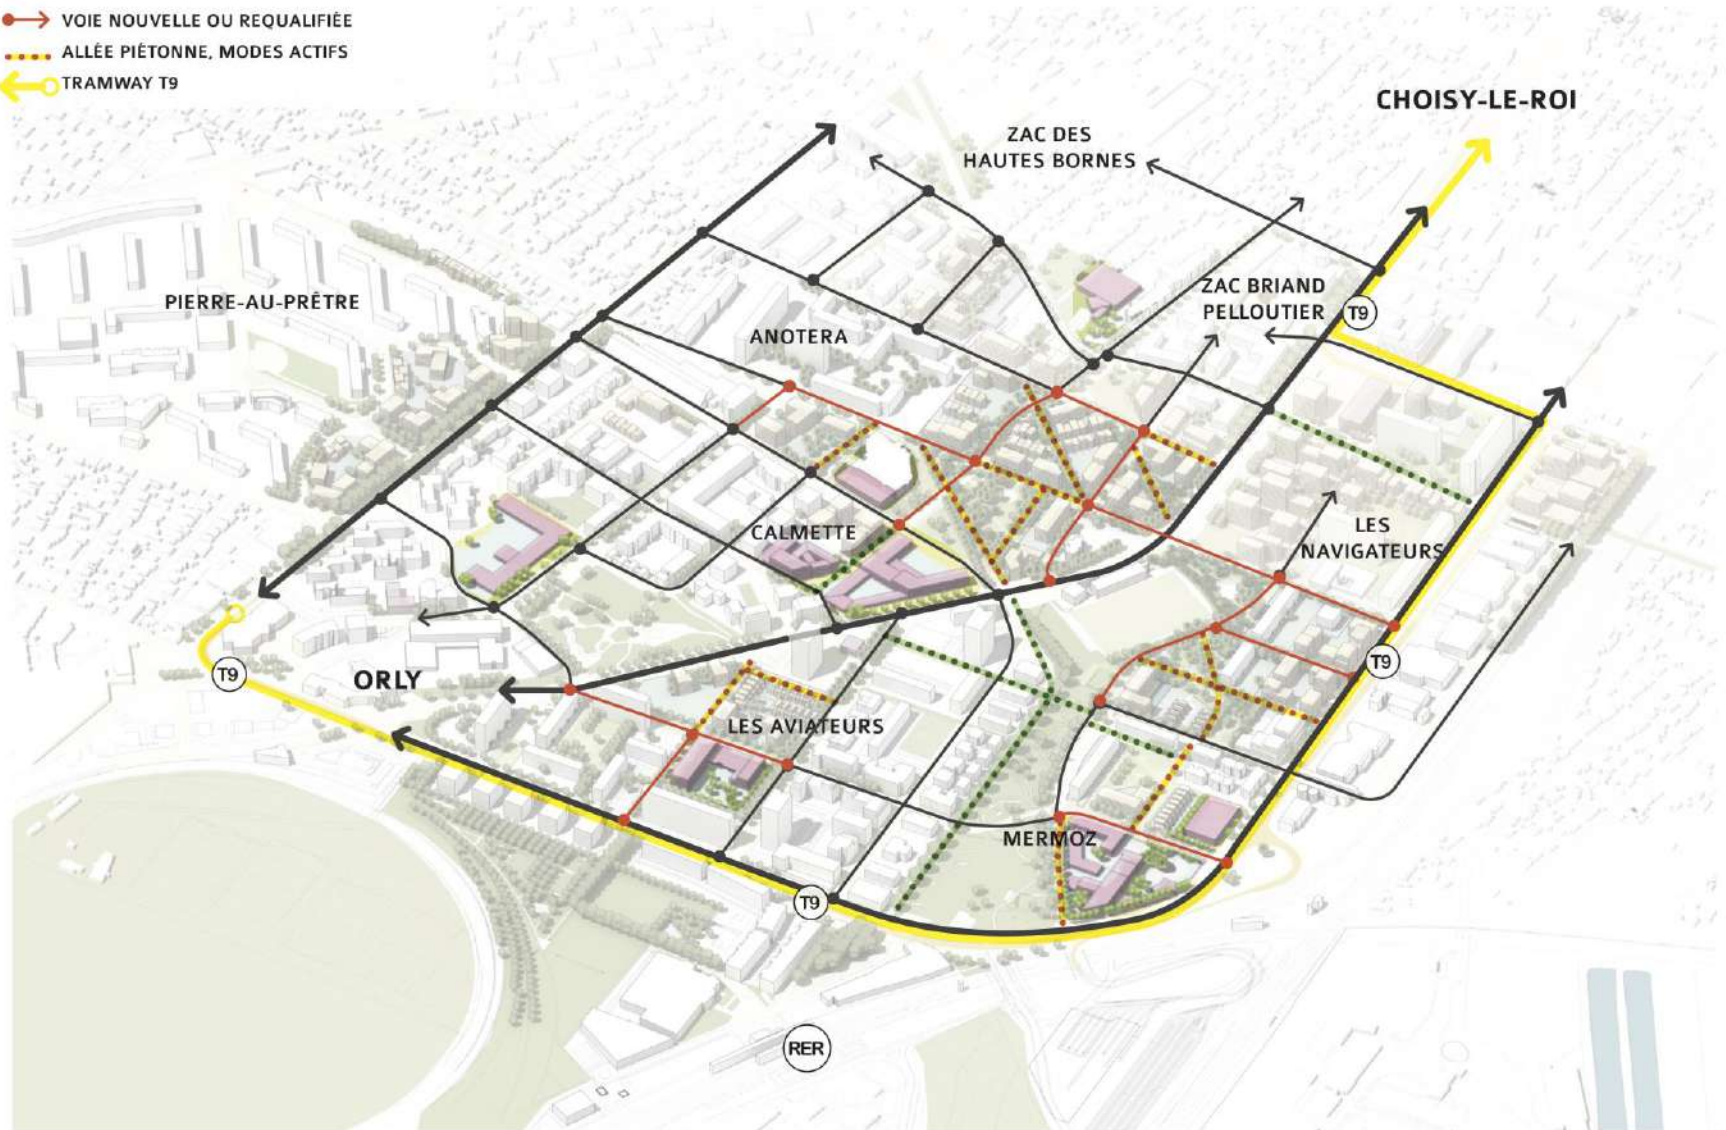 VOIE NOUVELLE OU REQUALIFIÉE
ALLÉE PIÉTONNE, MODES ACTIFS
TRAMWAY T9
CHOISY-LE-ROI
ZAC DES
HAUTES BORNES
ZAC BRIAND
PELLOUTIER
T9
PIERRE-AU-PRÊTRE
ANOTERA
CALMETTE
LES
NAVIGATEURS
T9
T9
ORLY
LES AVIATEURS
MERMOZ
T9
RER